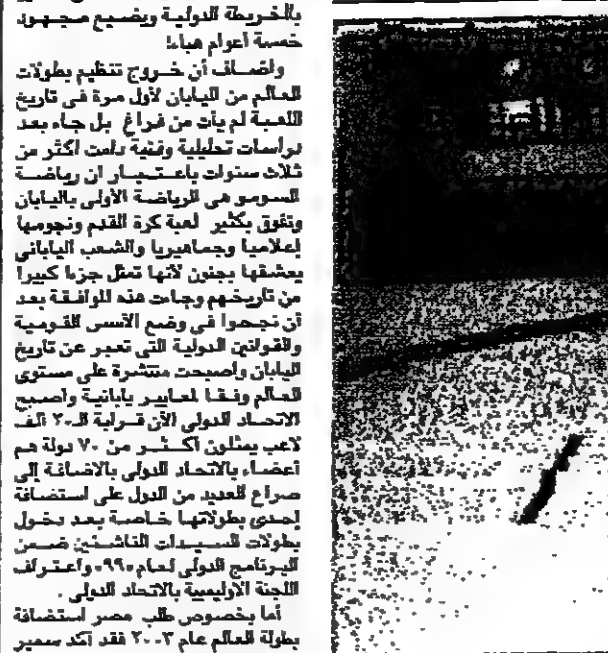 بالخريطة الدولية ويضيع مجهود
خمسة أعوام هباء!
وأضاف أن خروج تنظيم بطولات
العالم من اليابان لأول مرة فى تاريخ
اللعبة لم يأت من فراغ بل جاء بعد
دراسات تحليلية وفنية دامت اكثر من
ثلاث سنوات باعتبار ان رياضة
السومو هى الرياضة الأولى باليابان
وتفوق بكثير لعبة كرة القدم ونجومها
إعلاميا وجماهيريا والشعب اليابانى
يعشقها بجنون لأنها تمثل جزءا كبيرا
من تاريخهم وجاءت هذه الموافقة بعد
أن نجحوا فى وضع الأسس القومية
والقوانين الدولية التى تعبر عن تاريخ
اليابان وأصبحت منتشرة على مستوى
العالم وفقا لمعايير يابانية وأصبح
الاتحاد الدولى الآن قرابة الـ٢٠ ألف
لاعب يمثلون أكثر من ٧٠ دولة هم
أعضاء بالاتحاد الدولى بالاضافة إلى
صراع العديد من الدول على استضافة
إحدى بطولاتها خاصة بعد دخول
بطولات للسيدات الناشئين ضمن
البرنامج الدولى لعام واعتراف
اللجنة الأوليمبية بالاتحاد الدولى .
أما بخصوص طلب مصر استضافة
بطولة العالم عام ٢٠٠٣ فقد أكد سمير